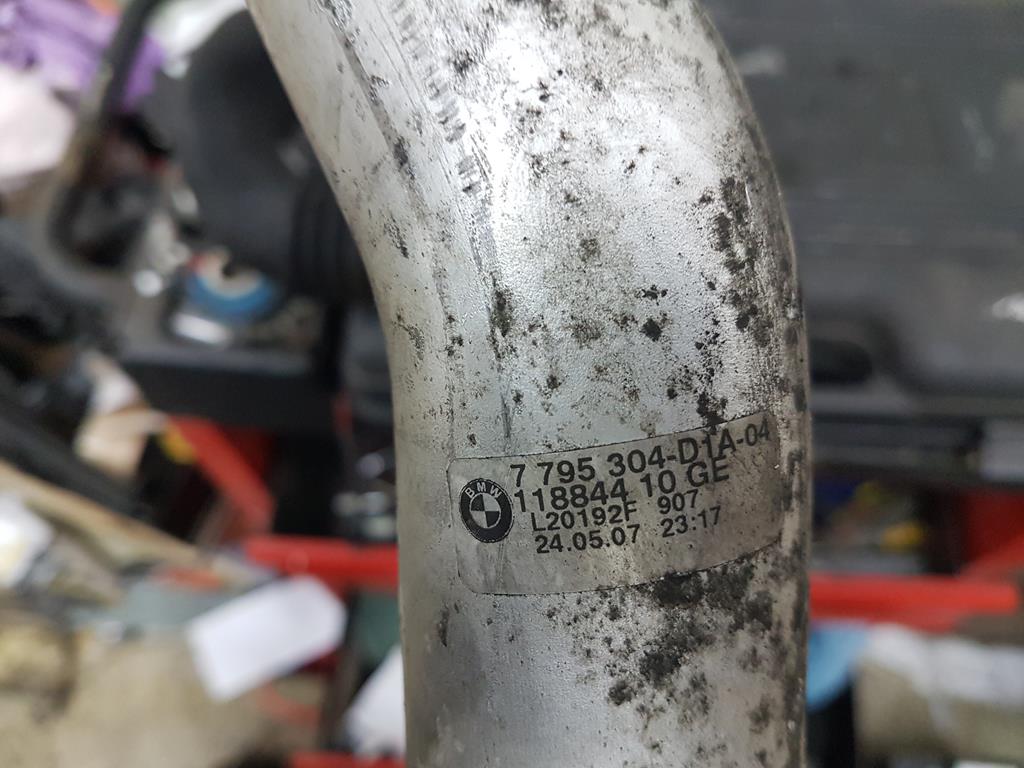 7 795 304-D1A-04
BMW
118844 10 GE
L20192F 907
24.05.07 23:17